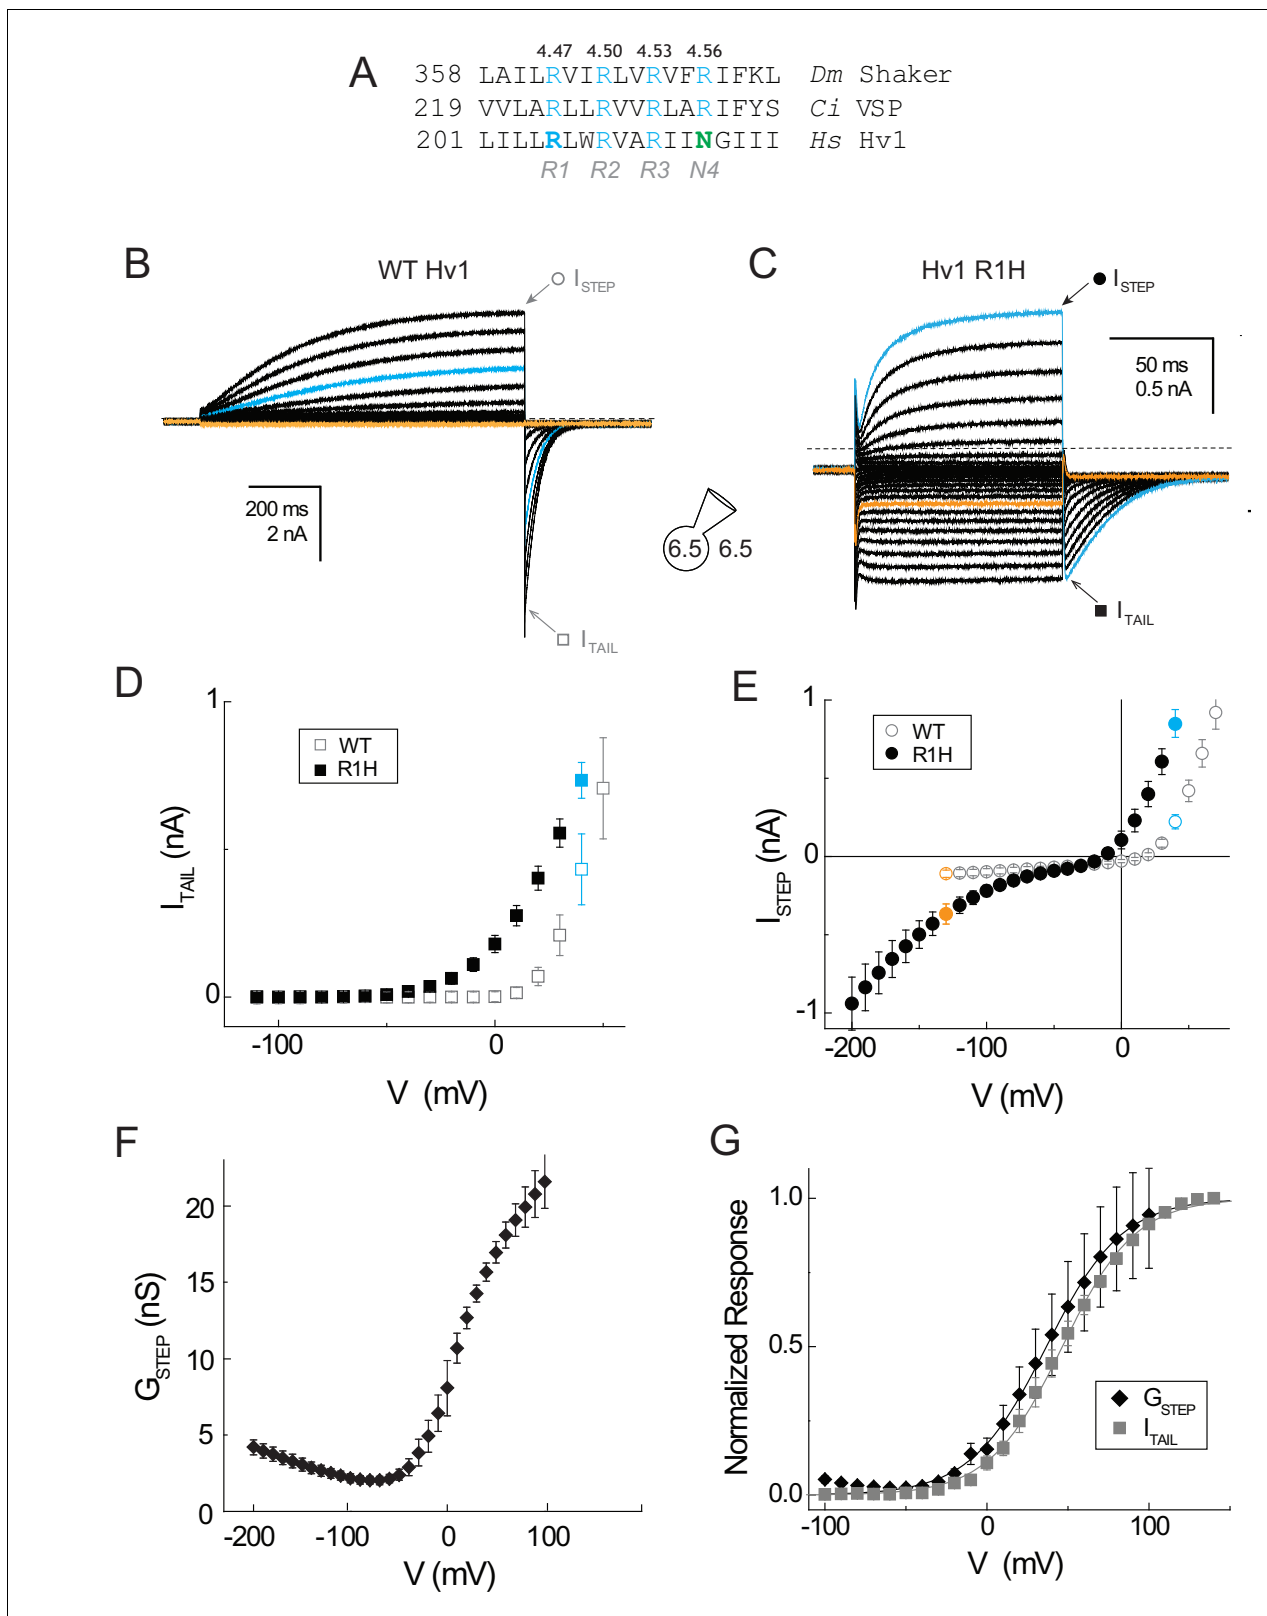 A
4.47 4.50 4.53 4.56
358 LAILRVIRLVRVFRIFKL Dm Shaker
219 VVLARLLRVVRLARIFYS Ci VSP
201 LILLRLWRVARIINGIII Hs Hv1
R1 R2 R3 N4
B
WT Hv1
I STEP
200 ms
2 nA
I TAIL
6.5 6.5
C
Hv1 R1H
I STEP
50 ms
0.5 nA
I TAIL
D
WT
R1H
I TAIL (nA)
1
0
-100 0
V (mV)
E
WT
R1H
I STEP (nA)
1
0
-1
-200 -100 0
V (mV)
F
G STEP (nS)
20
15
10
5
0
-200 -100 0 100
V (mV)
G
Normalized Response
1.0
0.5
0.0
G STEP
I TAIL
-100 0 100
V (mV)